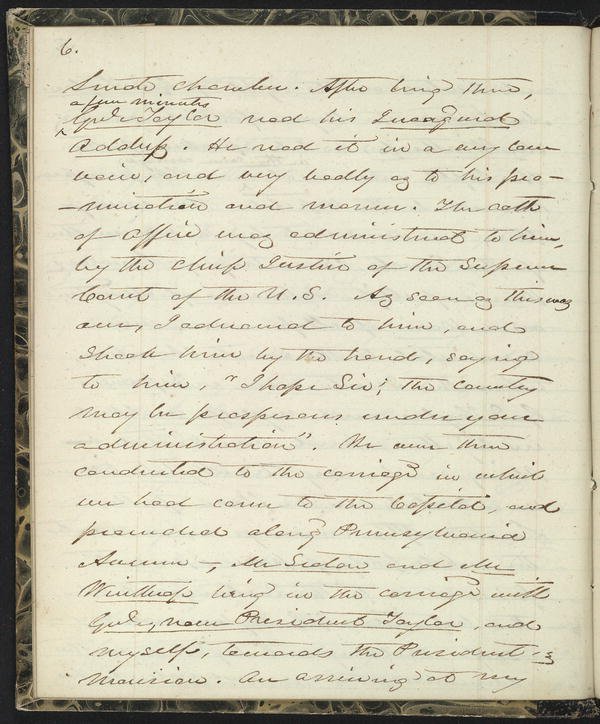 6.
Senate chamber. After being there,
a few minutes
^ Genl. Taylor read his Inaugural
Address. He read it in a very low
voice, and very badly as to his pro-
-nunciation and manner. The oath
of office was administered to him,
by the Chief Justice of the Supreme
Court of the U.S. As soon as this was
over, I advanced to him, and
shook him by the hand, saying
to him, "I hope Sir; the country
may be prosperous under your
administration". We were then
conducted to the carriage in which
we had come to the Capitol, and
proceeded along Pennsylvania
Avenue -, Mr Seaton and Mr
Winthrop being in the carriage with
Genl., now President Taylor, and
myself, towards the President's
Mansion. On arriving at my